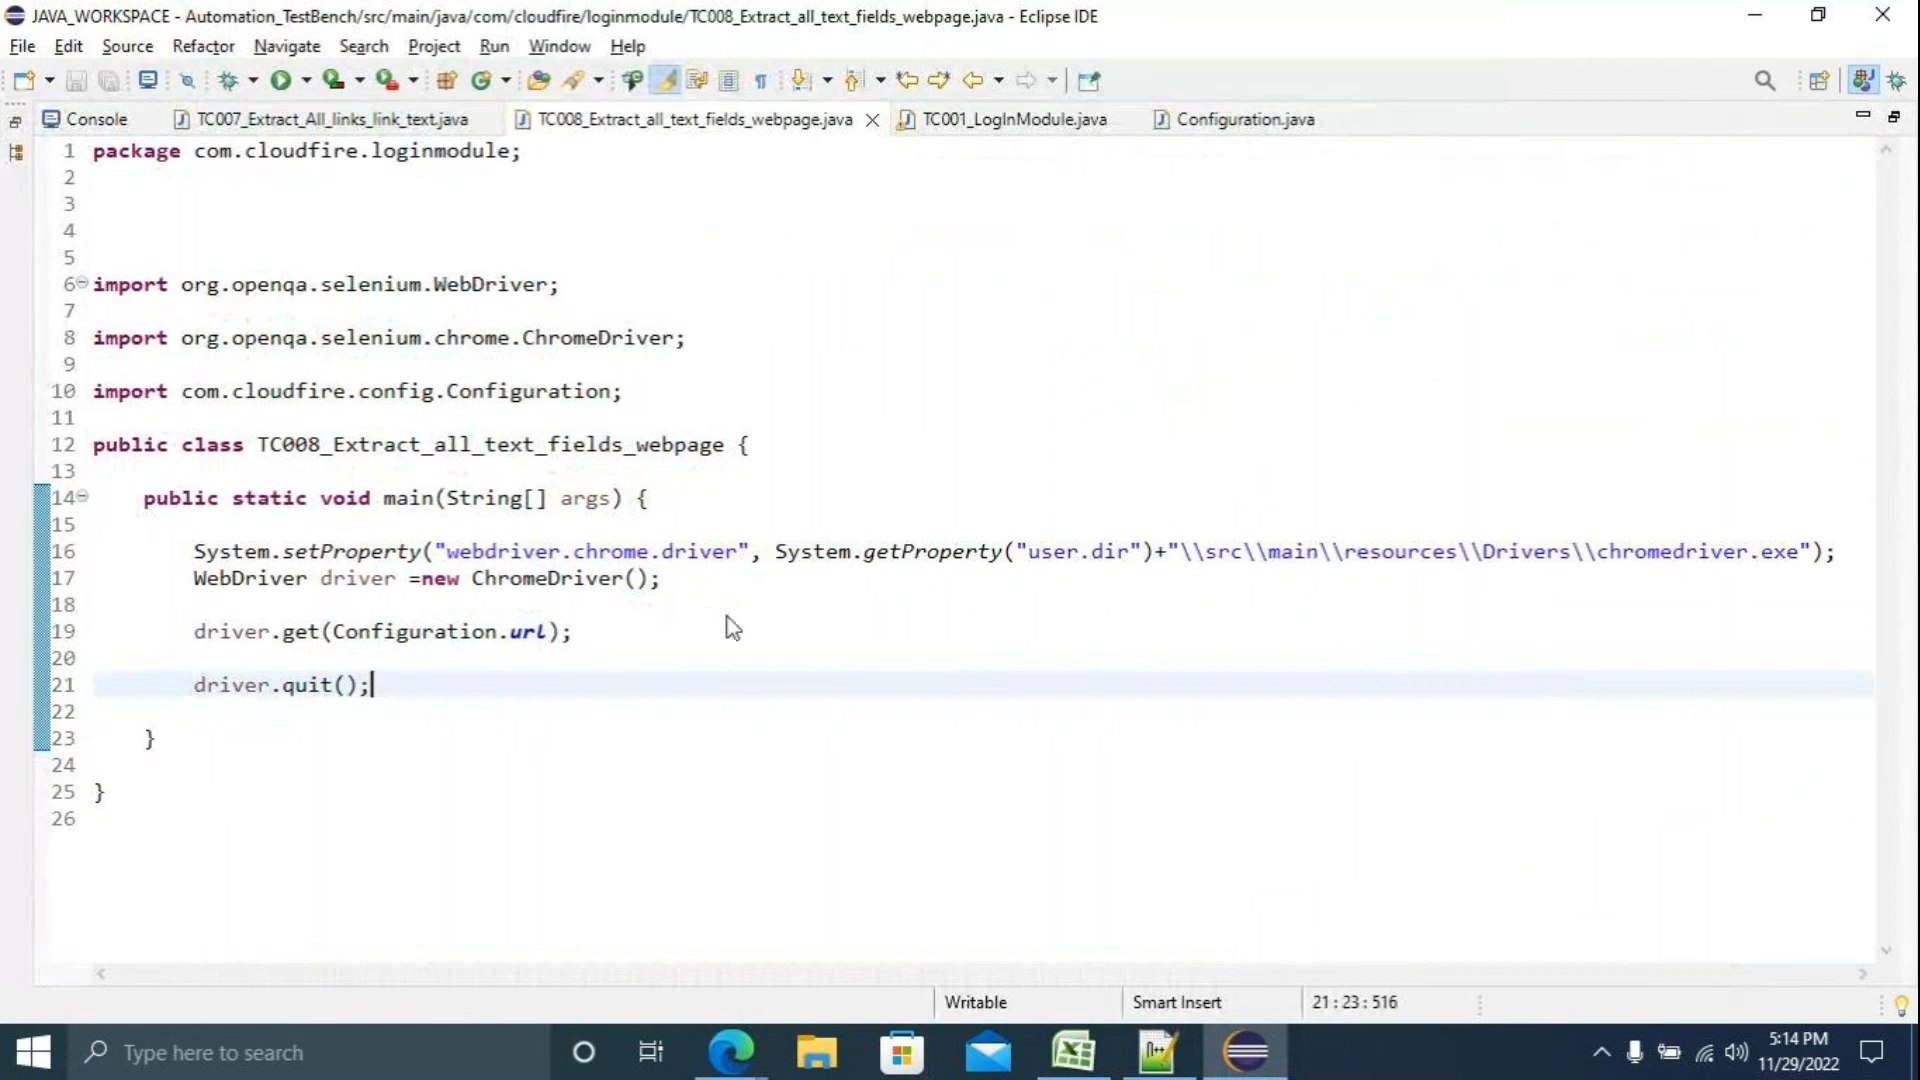 JAVA_WORKSPACE - Automation_TestBench/src/main/java/com/cloudfire/loginmodule/TC008_Extract_all_text_fields_webpage.java - Eclipse IDE
File Edit Source Refactor Navigate Search Project Run Window Help
Console TC007_Extract_All_links_link_text.java TC008_Extract_all_text_fields_webpage.java TC001_LogInModule.java Configuration.java
1 package com.cloudfire.loginmodule;
2
3
4
5
6 import org.openqa.selenium.WebDriver;
7
8 import org.openqa.selenium.chrome.ChromeDriver;
9
10 import com.cloudfire.config.Configuration;
11
12 public class TC008_Extract_all_text_fields_webpage {
13
14 public static void main(String[] args) {
15
16 System.setProperty("webdriver.chrome.driver", System.getProperty("user.dir")+"\\src\\main\\resources\\Drivers\\chromedriver.exe");
17 WebDriver driver =new ChromeDriver();
18
19 driver.get(Configuration.url);
20
21 driver.quit();
22
23 }
24
25 }
26
Writable Smart Insert 21 : 23 : 516
Type here to search
5:14 PM
11/29/2022